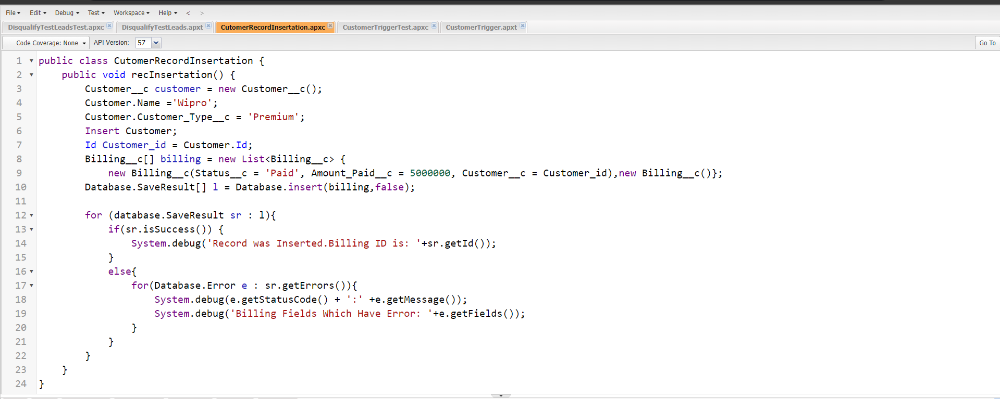 File Edit Debug Test Workspace Help < >
DisqualifyTestLeadsTest.apxc DisqualifyTestLeads.apxt CutomerRecordInsertation.apxc CustomerTriggerTest.apxc CustomerTrigger.apxt
Code Coverage: None API Version: 57 Go To
1 public class CutomerRecordInsertation {
2     public void recInsertation() {
3         Customer__c customer = new Customer__c();
4         Customer.Name ='Wipro';
5         Customer.Customer_Type__c = 'Premium';
6         Insert Customer;
7         Id Customer_id = Customer.Id;
8         Billing__c[] billing = new List<Billing__c> {
9             new Billing__c(Status__c = 'Paid', Amount_Paid__c = 5000000, Customer__c = Customer_id),new Billing__c()};
10         Database.SaveResult[] l = Database.insert(billing,false);
11
12         for (database.SaveResult sr : l){
13             if(sr.isSuccess()) {
14                 System.debug('Record was Inserted.Billing ID is: '+sr.getId());
15             }
16             else{
17                 for(Database.Error e : sr.getErrors()){
18                     System.debug(e.getStatusCode() + ':' +e.getMessage());
19                     System.debug('Billing Fields Which Have Error: '+e.getFields());
20                 }
21             }
22         }
23     }
24 }